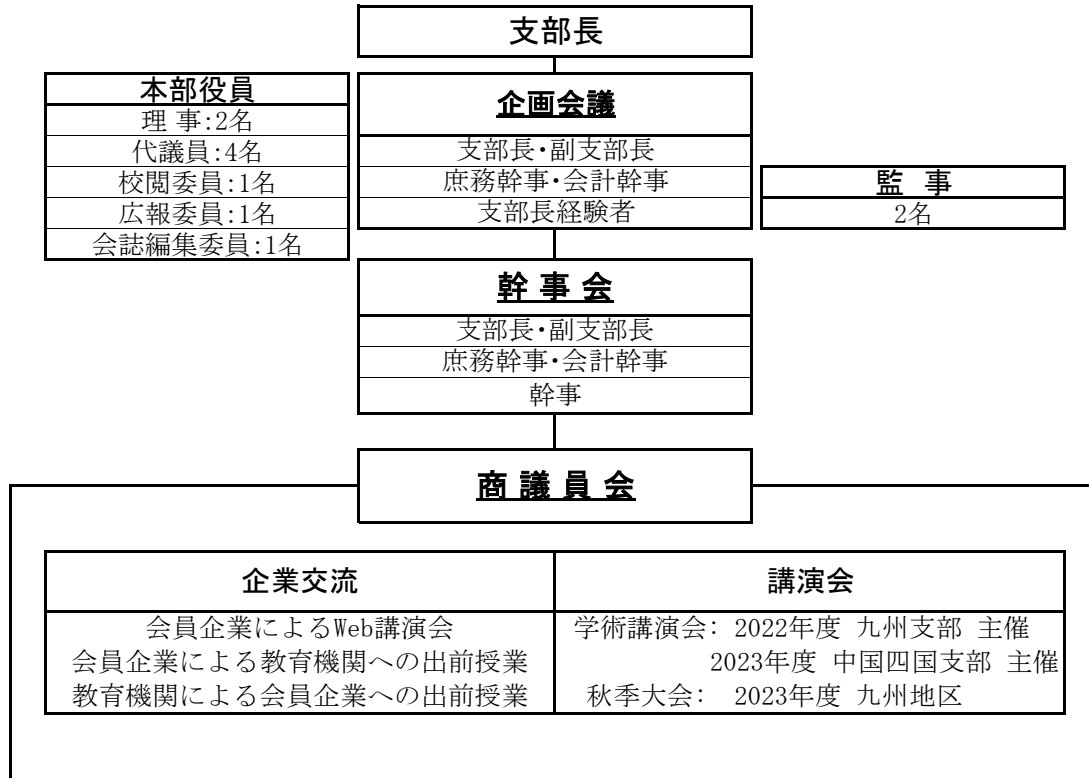 支部長
本部役員
理 事:2名
代議員:4名
校閲委員:1名
広報委員:1名
会誌編集委員:1名
企画会議
支部長・副支部長
庶務幹事・会計幹事
支部長経験者
監 事
2名
幹 事 会
支部長・副支部長
庶務幹事・会計幹事
幹事
商 議 員 会
企業交流
会員企業によるWeb講演会
会員企業による教育機関への出前授業
教育機関による会員企業への出前授業
講演会
学術講演会: 2022年度 九州支部 主催
2023年度 中国四国支部 主催
秋季大会: 2023年度 九州地区